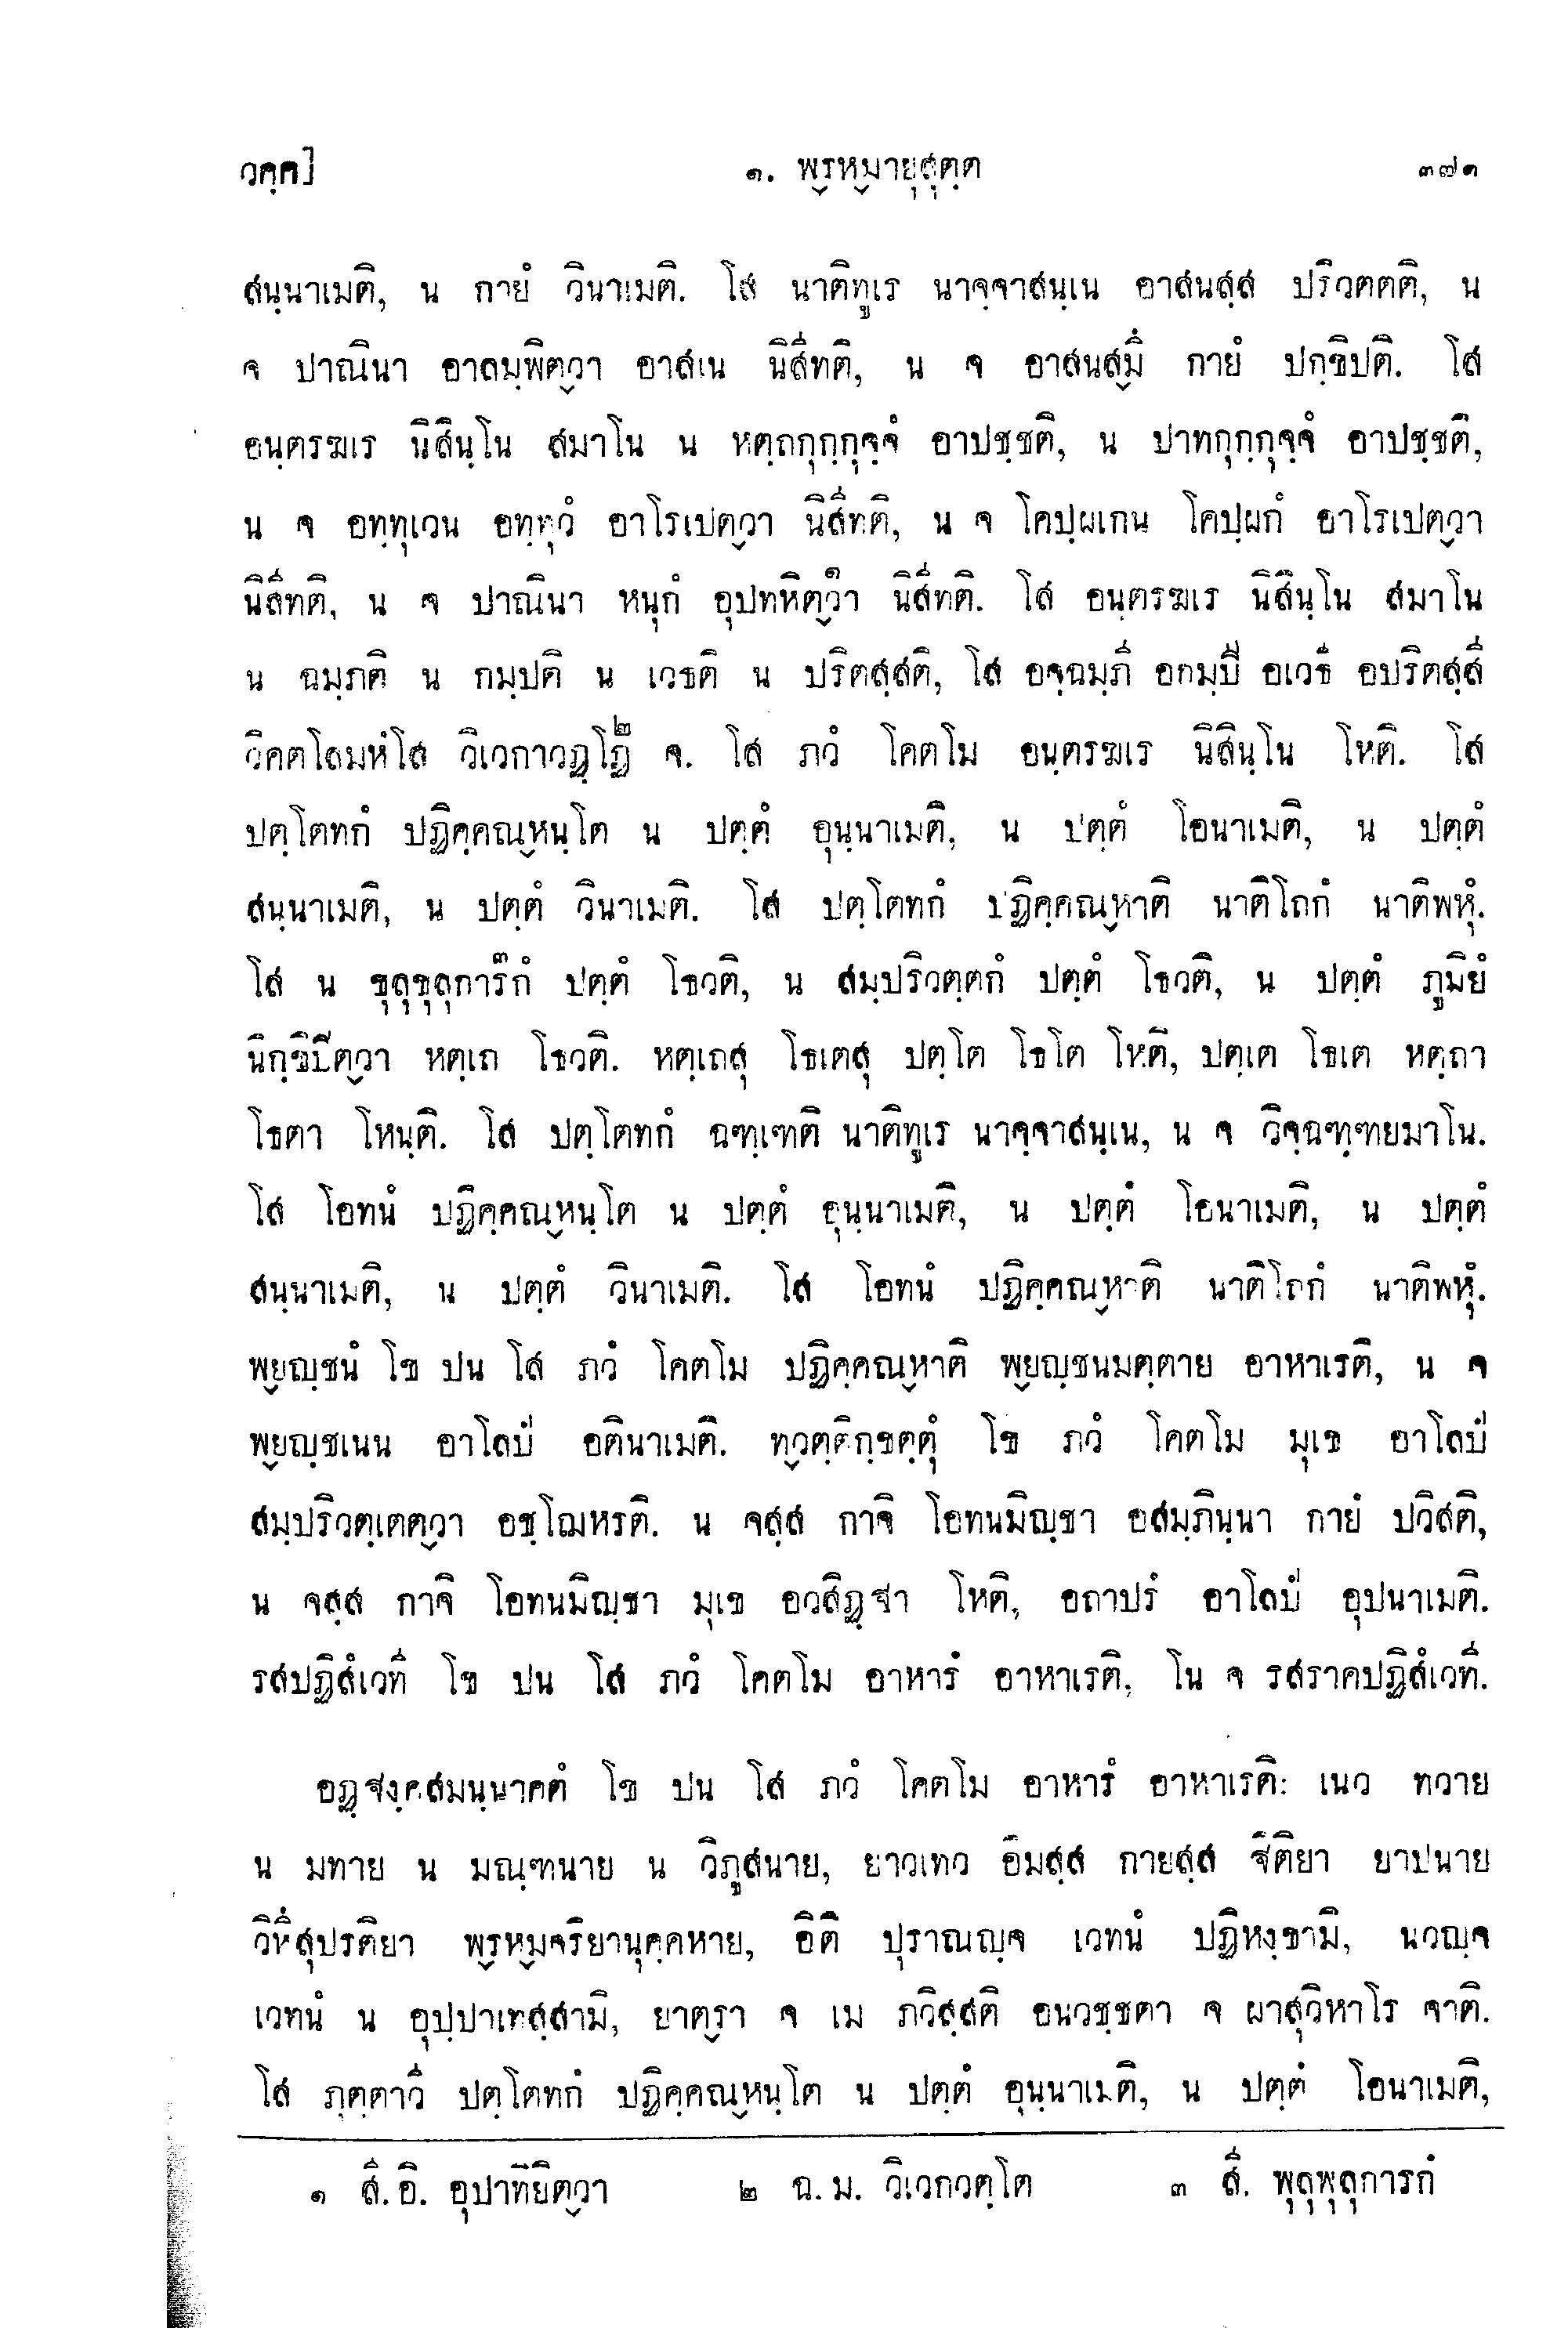 วคฺค]
๑. พฺรหฺมายุสุตฺต
๓๗๑
สนฺนาเมติ, น กายํ วินาเมติ. โส นาติทูเร นาจฺจาสนฺเน อาสนสฺส ปริวตตติ, น
จ ปาณินา อาลมฺพิตฺวา อาสเน นิสีทติ, น จ อาสนสฺมึ กายํ ปกฺขิปติ. โส
อนฺตรฆเร นิสินฺโน สมาโน น หตฺถกุกฺกุจฺจํ อาปชฺชติ, น ปาทกุกฺกุจฺจํ อาปชฺชติ,
น จ อทฺทุเวน อทฺทุวํ อาโรเปตฺวา นิสีทติ, น จ โคปฺผเกน โคปฺผกํ อาโรเปตฺวา
นิสีทติ, น จ ปาณินา หนุกํ อุปทหิตฺวา๑ นิสีทติ. โส อนฺตรฆเร นิสินฺโน สมาโน
น ฉมฺภติ น กมฺปติ น เวธติ น ปริตสฺสติ, โส อจฺฉมฺภี อกมฺปี อเวธี อปริตสฺสี
วิคตโลมหํโส วิเวกาวฏฺโฏ๒ จ. โส ภวํ โคตโม อนฺตรฆเร นิสินฺโน โหติ. โส
ปตฺโตทกํ ปฏิคฺคณฺหนฺโต น ปตฺตํ อุนฺนาเมติ, น ปตฺตํ โอนาเมติ, น ปตฺตํ
สนฺนาเมติ, น ปตฺตํ วินาเมติ. โส ปตฺโตทกํ ปฏิคฺคณฺหาติ นาติโถกํ นาติพหุํ.
โส น ขุลุขุลุการกํ๓ ปตฺตํ โธวติ, น สมฺปริวตฺตกํ ปตฺตํ โธวติ, น ปตฺตํ ภูมิยํ
นิกฺขิปิตฺวา หตฺเถ โธวติ. หตฺเถสุ โธเตสุ ปตฺโต โธโต โหติ, ปตฺเต โธเต หตฺถา
โธตา โหนฺติ. โส ปตฺโตทกํ ฉฑฺเฑติ นาติทูเร นาจฺจาสนฺเน, น จ วิจฺฉฑฺฑยมาโน.
โส โอทนํ ปฏิคฺคณฺหนฺโต น ปตฺตํ อุนฺนาเมติ, น ปตฺตํ โอนาเมติ, น ปตฺตํ
สนฺนาเมติ, น ปตฺตํ วินาเมติ. โส โอทนํ ปฏิคฺคณฺหาติ นาติโถกํ นาติพหุํ.
พฺยญฺชนํ โข ปน โส ภวํ โคตโม ปฏิคฺคณฺหาติ พฺยญฺชนมตฺตาย อาหาเรติ, น จ
พฺยญฺชเนน อาโลปํ อตินาเมติ. ทฺวตฺติกฺขตฺตุํ โข ภวํ โคตโม มุเข อาโลปํ
สมฺปริวตฺเตตฺวา อชฺโฌหรติ. น จสฺส กาจิ โอทนมิญฺชา อสมฺภินฺนา กายํ ปวิสติ,
น จสฺส กาจิ โอทนมิญฺชา มุเข อวสิฏฺฐา โหติ, อถาปรํ อาโลปํ อุปนาเมติ.
รสปฏิสํเวที โข ปน โส ภวํ โคตโม อาหารํ อาหาเรติ, โน จ รสราคปฏิสํเวที.
อฏฺฐงฺคสมนฺนาคตํ โข ปน โส ภวํ โคตโม อาหารํ อาหาเรติ: เนว ทวาย
น มทาย น มณฺฑนาย น วิภูสนาย, ยาวเทว อิมสฺส กายสฺส ฐิติยา ยาปนาย
วิหึสุปรติยา พฺรหฺมจริยานุคฺคหาย, อิติ ปุราณญฺจ เวทนํ ปฏิหงฺขามิ, นวญฺจ
เวทนํ น อุปฺปาเทสฺสามิ, ยาตฺรา จ เม ภวิสฺสติ อนวชฺชตา จ ผาสุวิหาโร จาติ.
โส ภุตฺตาวี ปตฺโตทกํ ปฏิคฺคณฺหนฺโต น ปตฺตํ อุนฺนาเมติ, น ปตฺตํ โอนาเมติ,
๑ สี.อิ. อุปาทิยิตฺวา ๒ ฉ.ม. วิเวกวตฺโต ๓ สี. พุลุพุลุการกํ